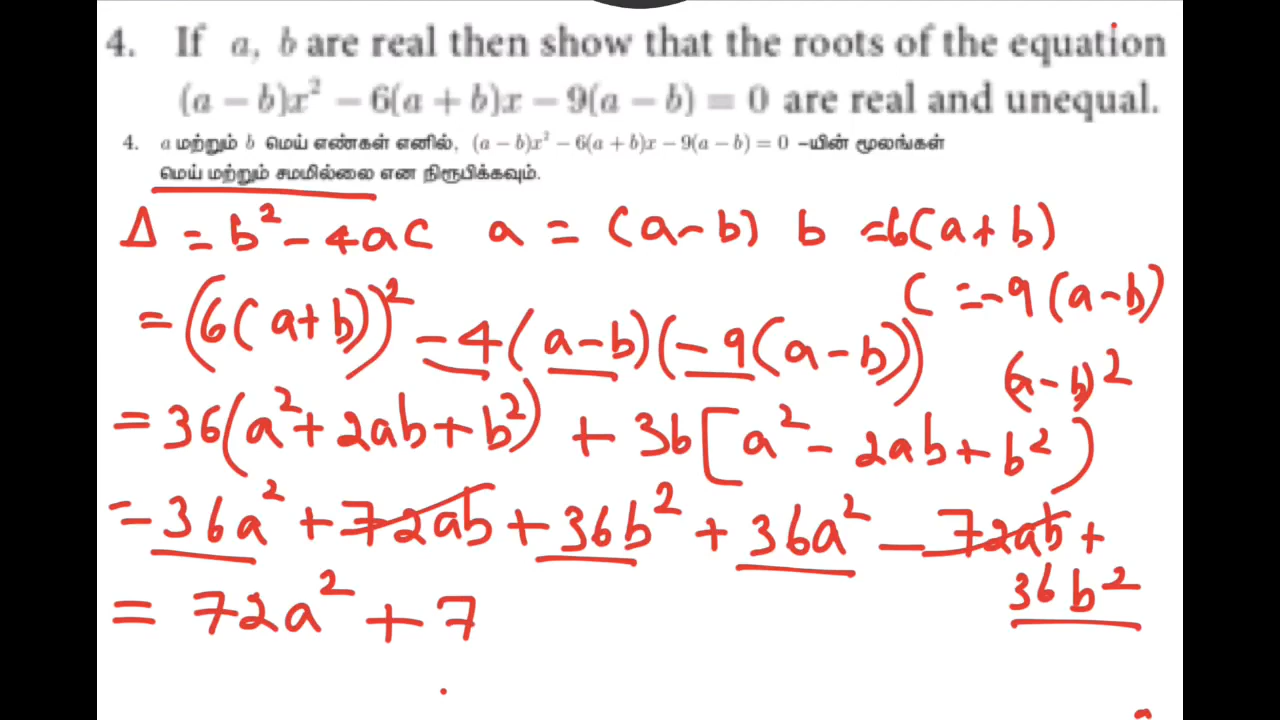 4. If a, b are real then show that the roots of the equation
(a − b)x² − 6(a + b)x − 9(a − b) = 0 are real and unequal.
4. a மற்றும் b மெய் எண்கள் எனில், (a − b)x² − 6(a + b)x − 9(a − b) = 0 –யின் மூலங்கள்
மெய் மற்றும் சமமில்லை என நிரூபிக்கவும்.
Δ = b² − 4ac a = (a−b) b =6(a+b)
C =−9(a−b)
= (6(a+b))² −4(a−b)(−9(a−b))
(a−b)²
= 36(a²+2ab+b²) + 36[a²−2ab+b²)
= 36a² + 72ab + 36b² + 36a² − 72ab +
36b²
= 72a² + 7